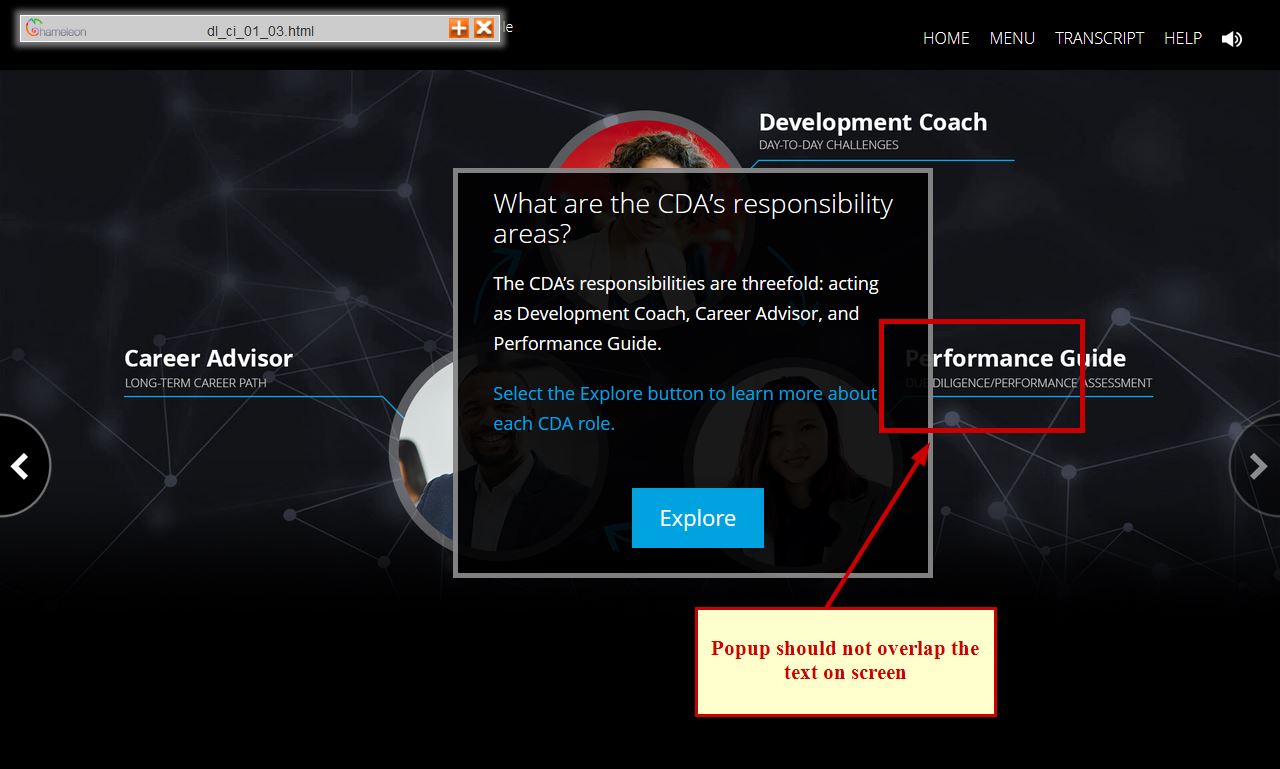 hameleon
dl_ci_01_03.html
le
HOME
MENU
TRANSCRIPT
HELP
Development Coach
DAY-TO-DAY CHALLENGES
What are the CDA’s responsibility
areas?
The CDA’s responsibilities are threefold: acting
as Development Coach, Career Advisor, and
Performance Guide.
Select the Explore button to learn more about
each CDA role.
Explore
Career Advisor
LONG-TERM CAREER PATH
Performance Guide
DUE DILIGENCE/PERFORMANCE ASSESSMENT
Popup should not overlap the
text on screen